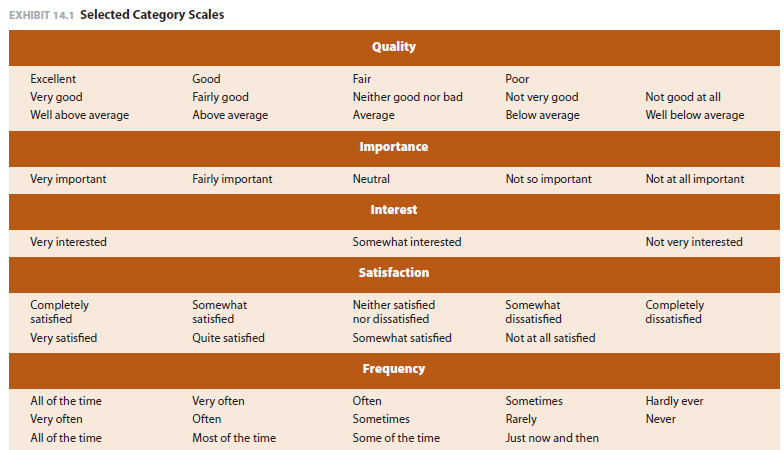 EXHIBIT 14.1 Selected Category Scales
Quality
Excellent Good Fair Poor
Very good Fairly good Neither good nor bad Not very good Not good at all
Well above average Above average Average Below average Well below average
Importance
Very important Fairly important Neutral Not so important Not at all important
Interest
Very interested Somewhat interested Not very interested
Satisfaction
Completely Somewhat Neither satisfied Somewhat Completely
satisfied satisfied nor dissatisfied dissatisfied dissatisfied
Very satisfied Quite satisfied Somewhat satisfied Not at all satisfied
Frequency
All of the time Very often Often Sometimes Hardly ever
Very often Often Sometimes Rarely Never
All of the time Most of the time Some of the time Just now and then